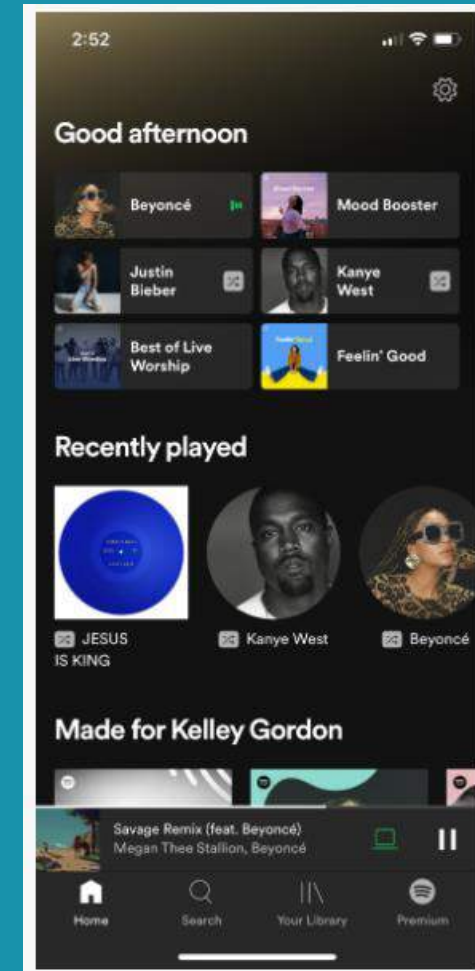 2:52
Good afternoon
Beyoncé
Mood Booster
Justin
Bieber
Kanye
West
Best of Live
Worship
Feelin' Good
Recently played
JESUS
IS KING
Kanye West
Beyoncé
Made for Kelley Gordon
Savage Remix (feat. Beyoncé)
Megan Thee Stallion, Beyoncé
Home
Search
Your Library
Premium